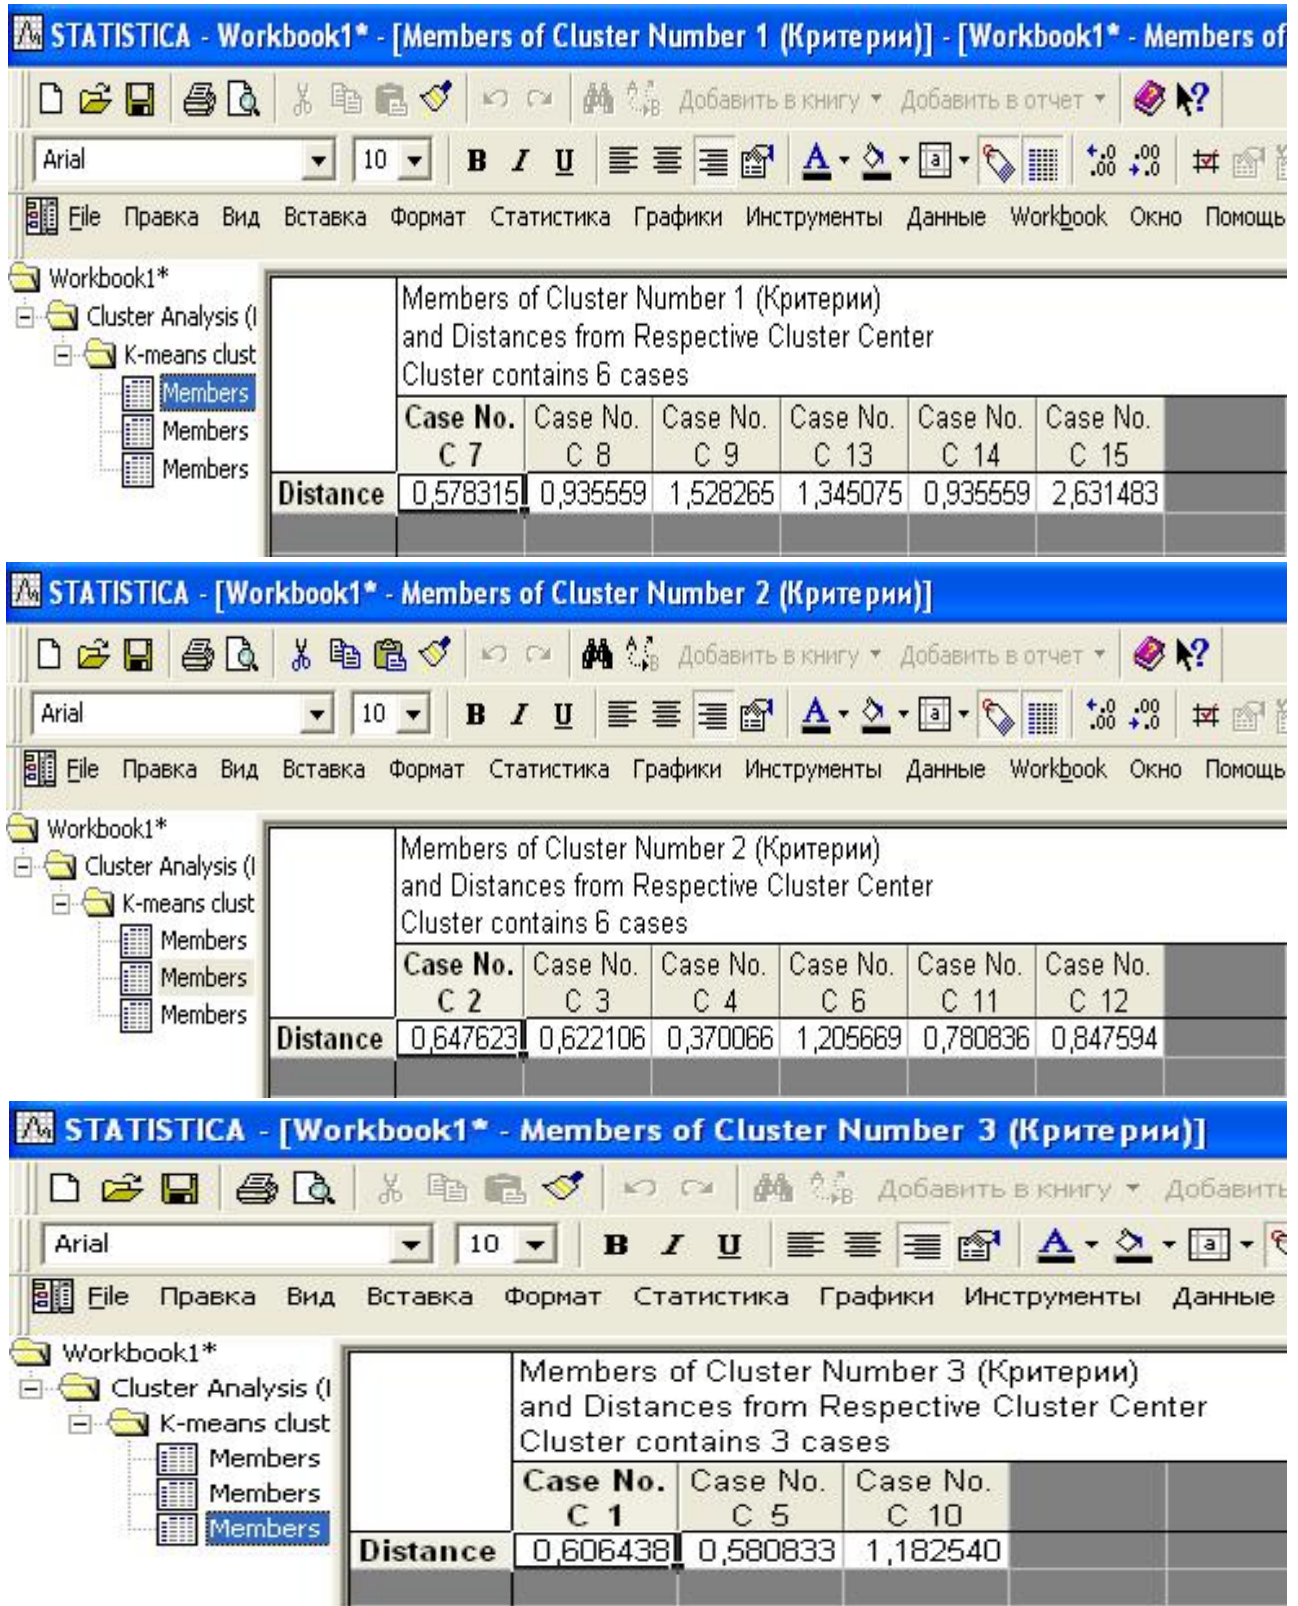 STATISTICA - Workbook1* - [Members of Cluster Number 1 (Критерии)] - [Workbook1* - Members of
Добавить в книгу Добавить в отчет
Arial 10 B I U A a
File Правка Вид Вставка Формат Статистика Графики Инструменты Данные Workbook Окно Помощь
Workbook1*
Cluster Analysis (
K-means clust
Members
Members
Members
Members of Cluster Number 1 (Критерии)
and Distances from Respective Cluster Center
Cluster contains 6 cases
Case No. Case No. Case No. Case No. Case No. Case No.
C 7 C 8 C 9 C 13 C 14 C 15
Distance 0,578315 0,935559 1,528265 1,345075 0,935559 2,631483
STATISTICA - [Workbook1* - Members of Cluster Number 2 (Критерии)]
Добавить в книгу Добавить в отчет
Arial 10 B I U A a
File Правка Вид Вставка Формат Статистика Графики Инструменты Данные Workbook Окно Помощь
Workbook1*
Cluster Analysis (
K-means clust
Members
Members
Members
Members of Cluster Number 2 (Критерии)
and Distances from Respective Cluster Center
Cluster contains 6 cases
Case No. Case No. Case No. Case No. Case No. Case No.
C 2 C 3 C 4 C 6 C 11 C 12
Distance 0,647623 0,622106 0,370066 1,205669 0,780836 0,847594
STATISTICA - [Workbook1* - Members of Cluster Number 3 (Критерии)]
Добавить в книгу Добавить
Arial 10 B I U A a
File Правка Вид Вставка Формат Статистика Графики Инструменты Данные
Workbook1*
Cluster Analysis (
K-means clust
Members
Members
Members
Members of Cluster Number 3 (Критерии)
and Distances from Respective Cluster Center
Cluster contains 3 cases
Case No. Case No. Case No.
C 1 C 5 C 10
Distance 0,606438 0,580833 1,182540